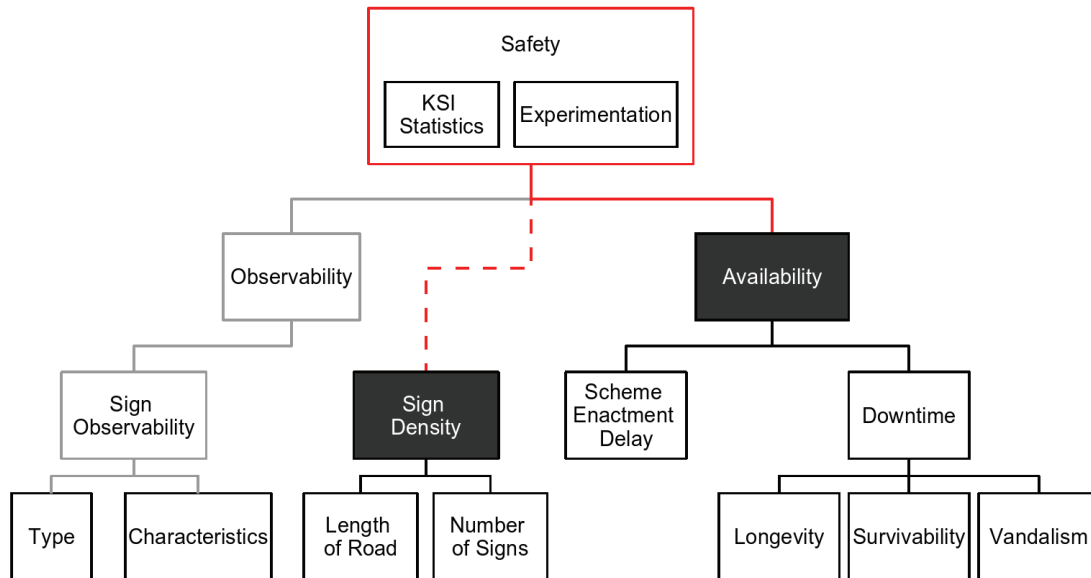 Safety
KSI
Statistics
Experimentation
Observability
Availability
Sign
Observability
Sign
Density
Scheme
Enactment
Delay
Downtime
Type
Characteristics
Length
of Road
Number
of Signs
Longevity
Survivability
Vandalism